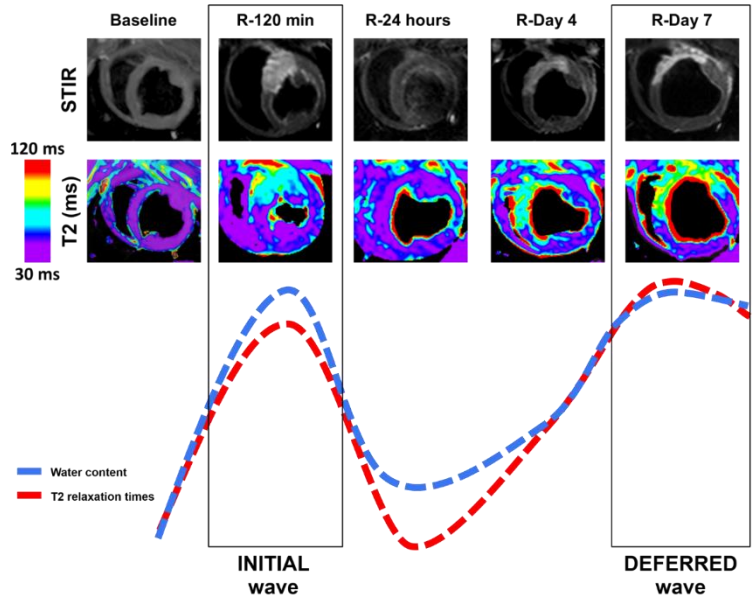 Baseline
R-120 min
R-24 hours
R-Day 4
R-Day 7
STIR
120 ms
T2 (ms)
30 ms
Water content
T2 relaxation times
INITIAL
wave
DEFERRED
wave